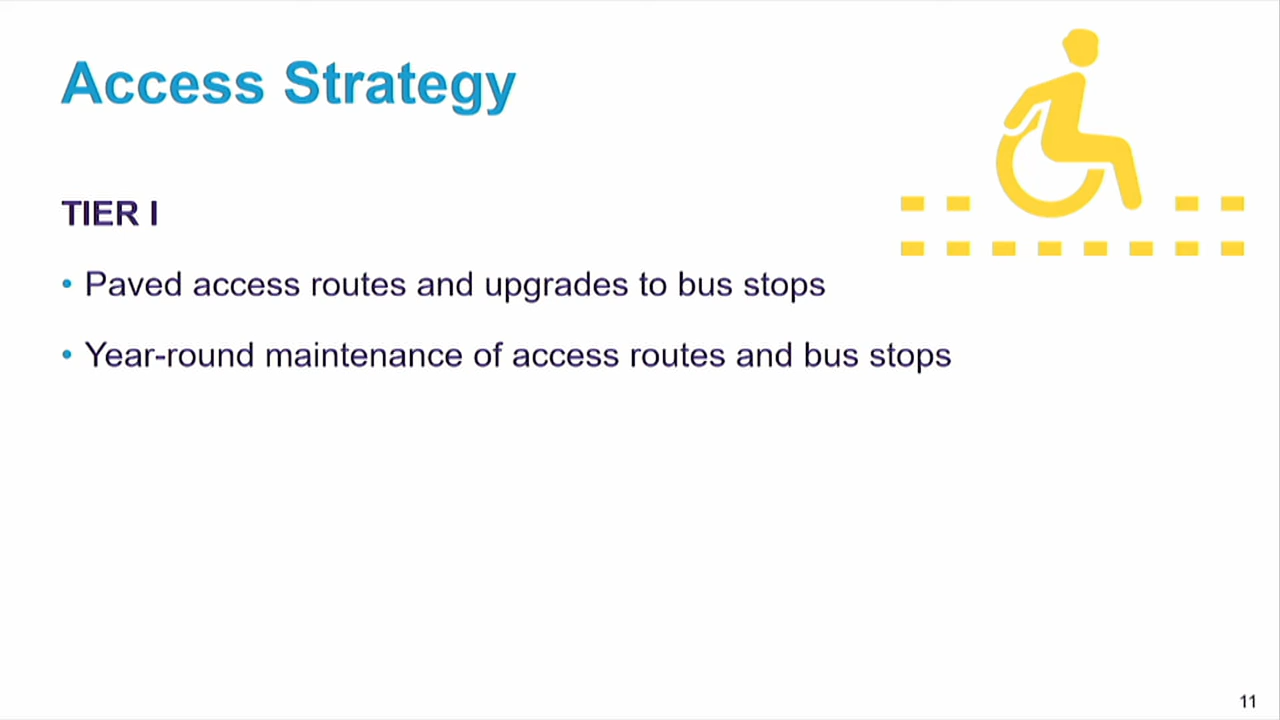 Access Strategy
TIER I
• Paved access routes and upgrades to bus stops
• Year-round maintenance of access routes and bus stops
11